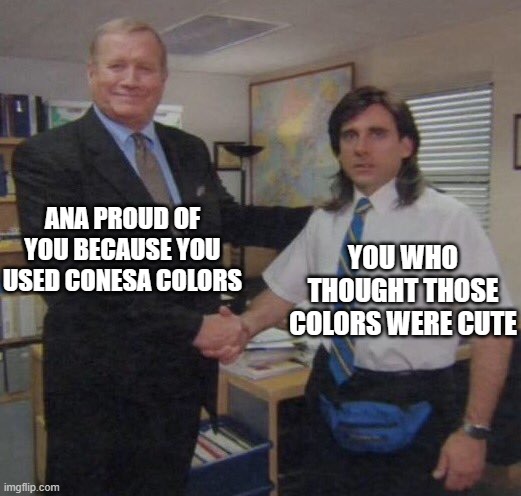 ANA PROUD OF
YOU BECAUSE YOU
USED CONESA COLORS
YOU WHO
THOUGHT THOSE
COLORS WERE CUTE
imgflip.com